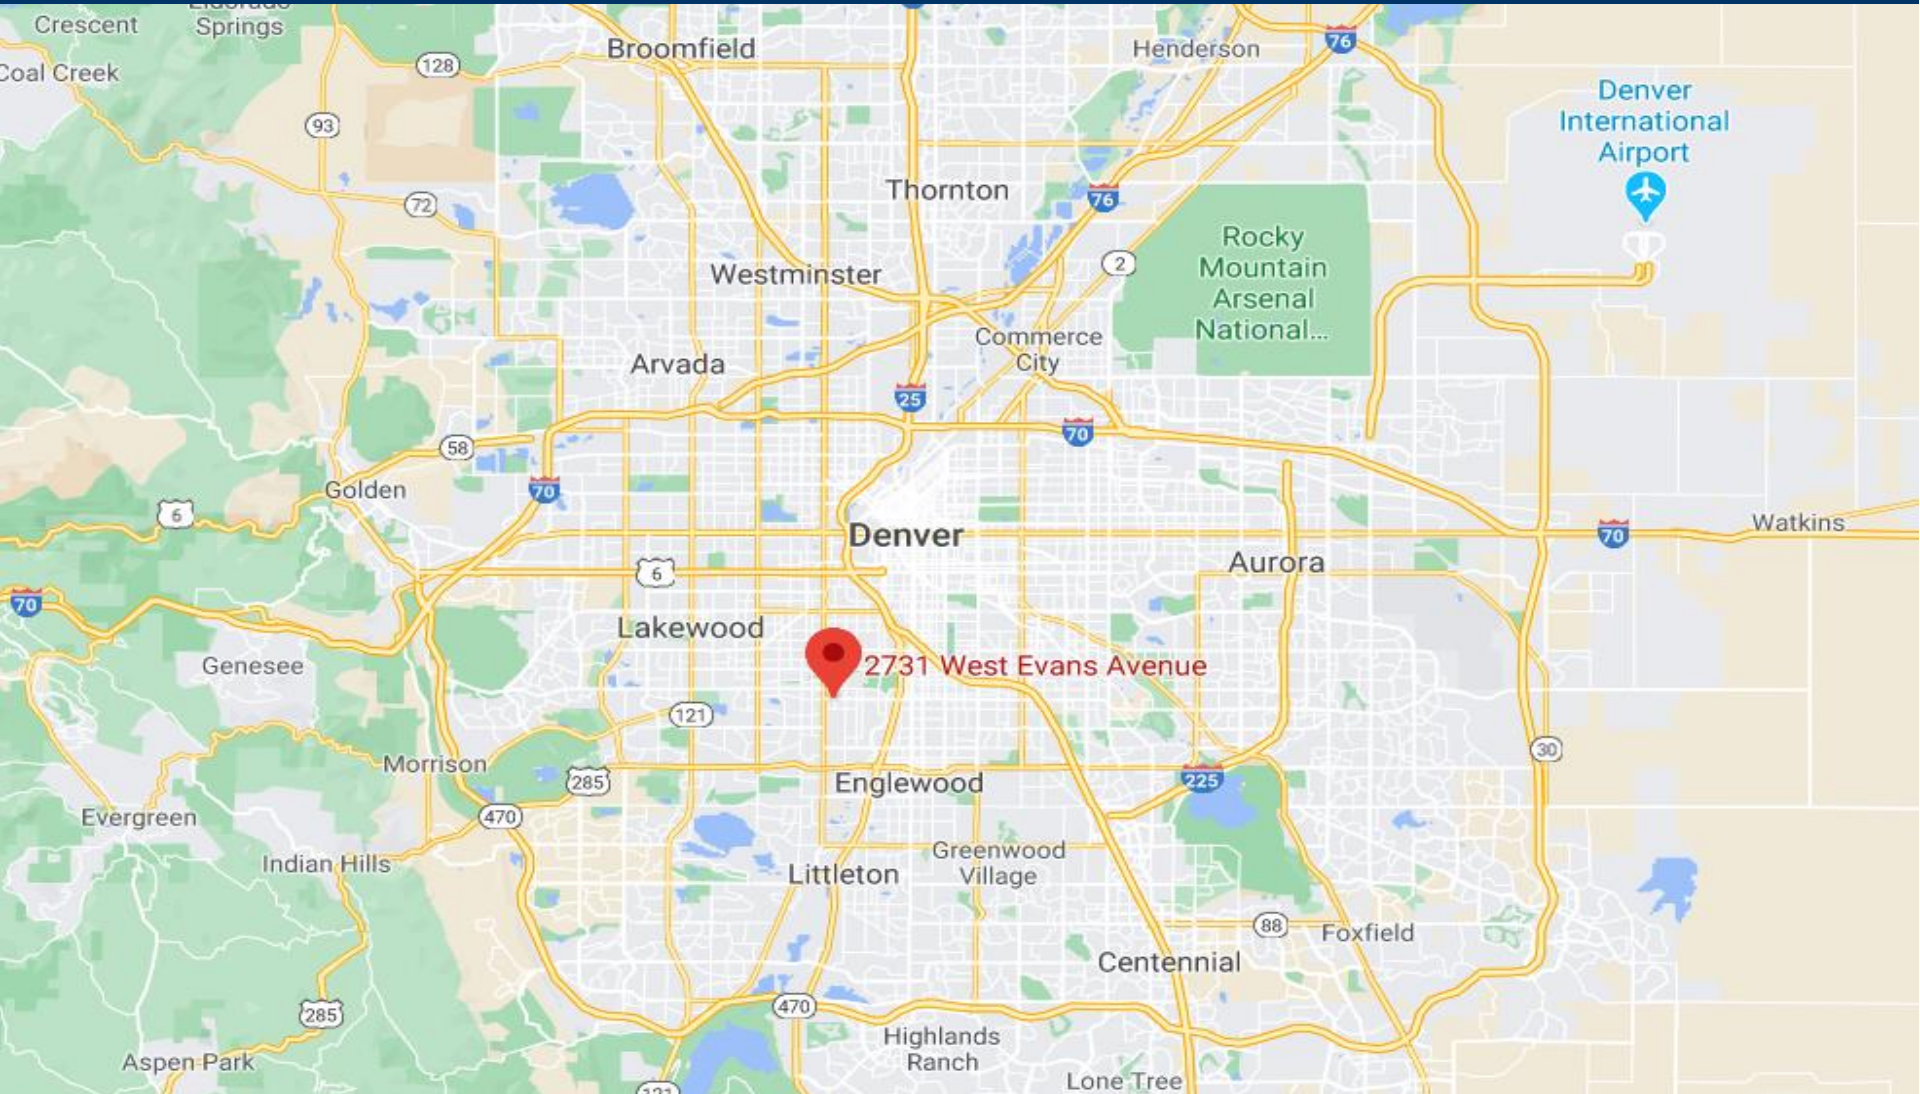 Crescent
Springs
Broomfield
Henderson
76
Coal Creek
128
Denver
International
Airport
93
Thornton
76
72
Rocky
Mountain
Arsenal
National...
2
Westminster
Commerce
City
Arvada
25
70
58
Golden
70
6
Denver
Watkins
70
Aurora
6
70
Lakewood
Genesee
2731 West Evans Avenue
121
30
Morrison
285
Englewood
225
Evergreen
470
Indian Hills
Littleton
Greenwood
Village
88
Foxfield
Centennial
285
470
Highlands
Ranch
Aspen Park
Lone Tree